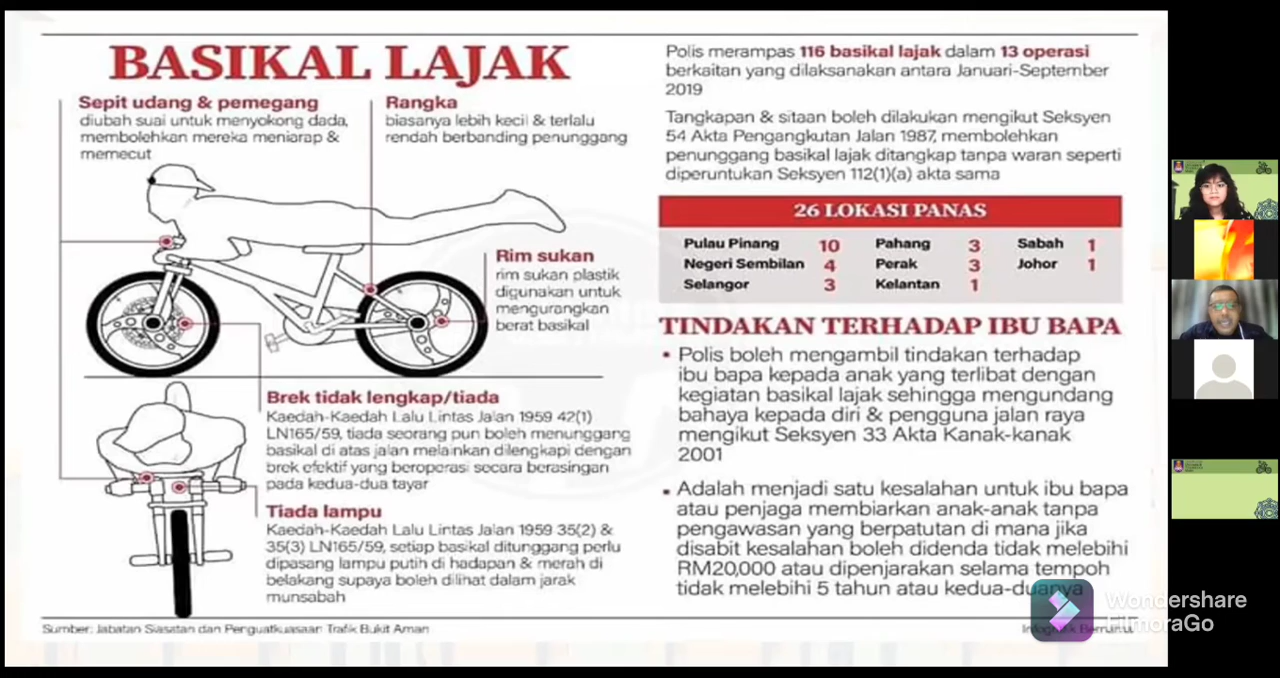 BASIKAL LAJAK
Sepit udang & pemegang
diubah suai untuk menyokong dada,
membolehkan mereka meniarap &
memecut
Rangka
biasanya lebih kecil & terlalu
rendah berbanding penunggang
Rim sukan
rim sukan plastik
digunakan untuk
mengurangkan
berat basikal
Brek tidak lengkap/tiada
Kaedah-Kaedah Lalu Lintas Jalan 1959 42(1)
LN165/59, tiada seorang pun boleh menunggang
basikal di atas jalan melainkan dilengkapi dengan
brek efektif yang beroperasi secara berasingan
pada kedua-dua tayar
Tiada lampu
Kaedah-Kaedah Lalu Lintas Jalan 1959 35(2) &
35(3) LN165/59, setiap basikal ditunggang perlu
dipasang lampu putih di hadapan & merah di
belakang supaya boleh dilihat dalam jarak
munsabah
Sumber: Jabatan Siasatan dan Penguatkuasaan Trafik Bukit Aman
Polis merampas 116 basikal lajak dalam 13 operasi
berkaitan yang dilaksanakan antara Januari-September
2019
Tangkapan & sitaan boleh dilakukan mengikut Seksyen
54 Akta Pengangkutan Jalan 1987, membolehkan
penunggang basikal lajak ditangkap tanpa waran seperti
diperuntukan Seksyen 112(1)(a) akta sama
26 LOKASI PANAS
Pulau Pinang 10 Pahang 3 Sabah 1
Negeri Sembilan 4 Perak 3 Johor 1
Selangor 3 Kelantan 1
TINDAKAN TERHADAP IBU BAPA
• Polis boleh mengambil tindakan terhadap
ibu bapa kepada anak yang terlibat dengan
kegiatan basikal lajak sehingga mengundang
bahaya kepada diri & pengguna jalan raya
mengikut Seksyen 33 Akta Kanak-kanak
2001
• Adalah menjadi satu kesalahan untuk ibu bapa
atau penjaga membiarkan anak-anak tanpa
pengawasan yang berpatutan di mana jika
disabit kesalahan boleh didenda tidak melebihi
RM20,000 atau dipenjarakan selama tempoh
tidak melebihi 5 tahun atau kedua-duanya
Infografik Bernama
Wondershare
FilmoraGo